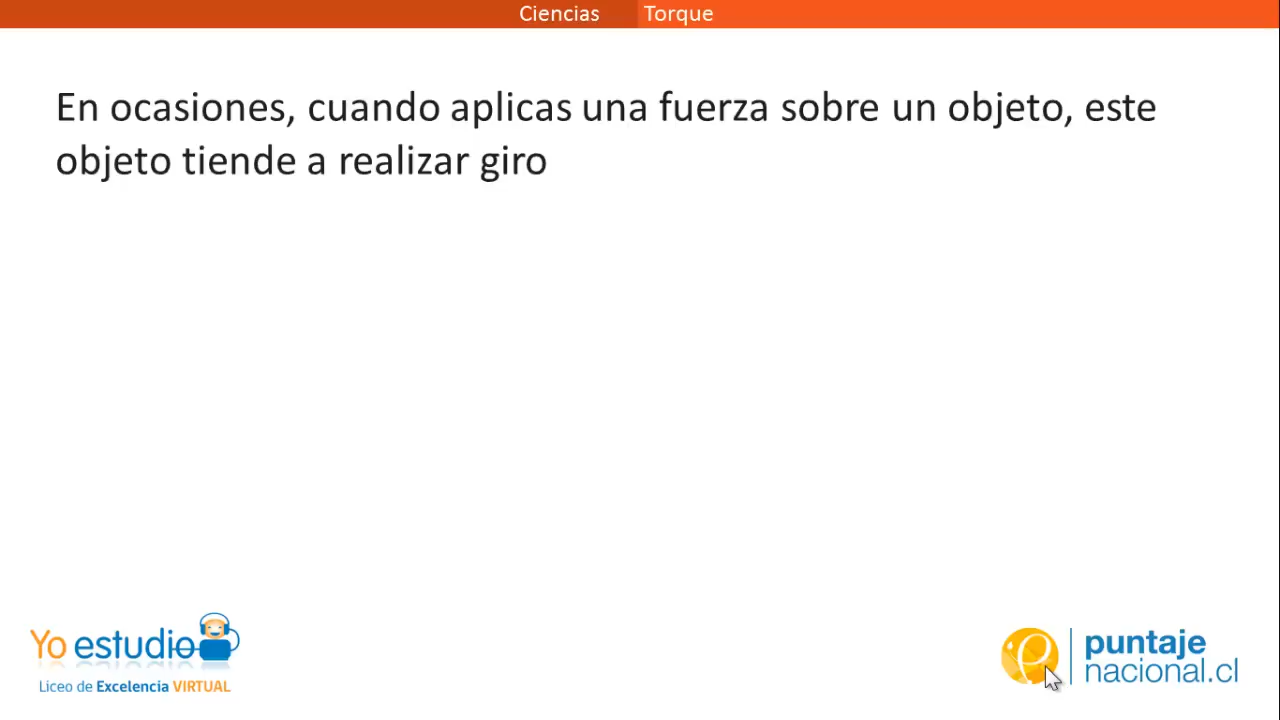 Ciencias Torque
En ocasiones, cuando aplicas una fuerza sobre un objeto, este
objeto tiende a realizar giro
Yo estudio
Liceo de Excelencia VIRTUAL
puntaje
nacional.cl